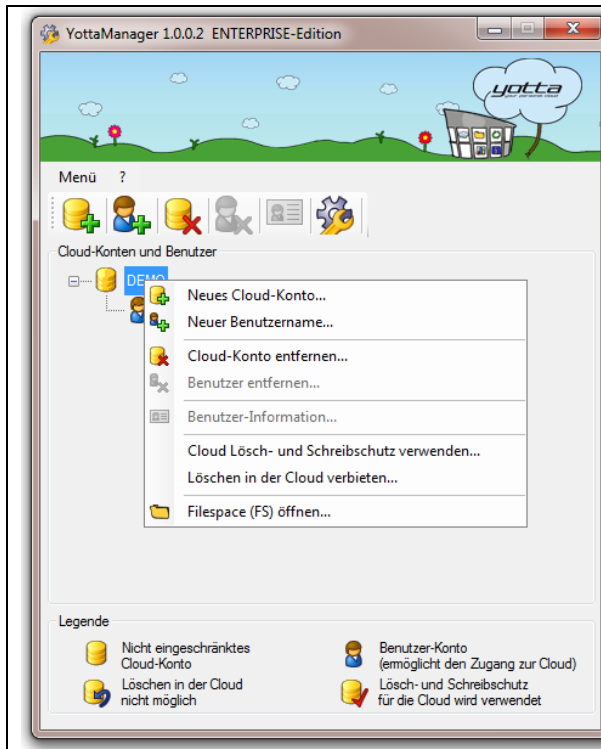 YottaManager 1.0.0.2 ENTERPRISE-Edition
yotta
your personal cloud
Menü ?
Cloud-Konten und Benutzer
DEMO
Neues Cloud-Konto...
Neuer Benutzername...
Cloud-Konto entfernen...
Benutzer entfernen...
Benutzer-Information...
Cloud Lösch- und Schreibschutz verwenden...
Löschen in der Cloud verbieten...
Filespace (FS) öffnen...
Legende
Nicht eingeschränktes
Cloud-Konto
Benutzer-Konto
(ermöglicht den Zugang zur Cloud)
Löschen in der Cloud
nicht möglich
Lösch- und Schreibschutz
für die Cloud wird verwendet